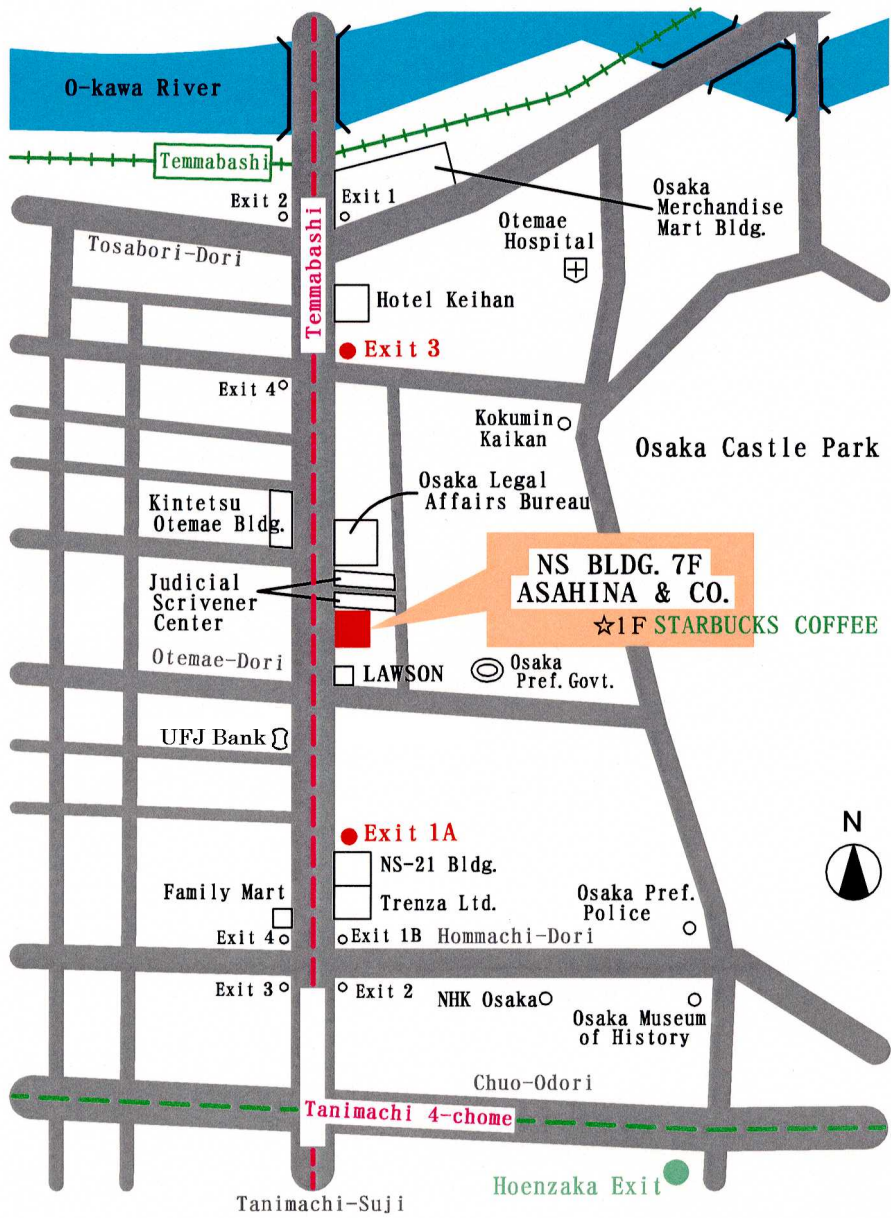 O-kawa River
Temmabashi
Exit 2
Exit 1
Osaka
Merchandise
Mart Bldg.
Otemae
Hospital
Tosabori-Dori
Temmabashi
Hotel Keihan
Exit 3
Exit 4
Kokumin
Kaikan
Osaka Castle Park
Osaka Legal
Affairs Bureau
Kintetsu
Otemae Bldg.
NS BLDG. 7F
ASAHINA & CO.
☆1F STARBUCKS COFFEE
Judicial
Scrivener
Center
Otemae-Dori
LAWSON
Osaka
Pref. Govt.
UFJ Bank
Exit 1A
N
NS-21 Bldg.
Family Mart
Trenza Ltd.
Osaka Pref.
Police
Exit 4
Exit 1B
Hommachi-Dori
Exit 3
Exit 2
NHK Osaka
Osaka Museum
of History
Chuo-Odori
Tanimachi 4-chome
Hoenzaka Exit
Tanimachi-Suji